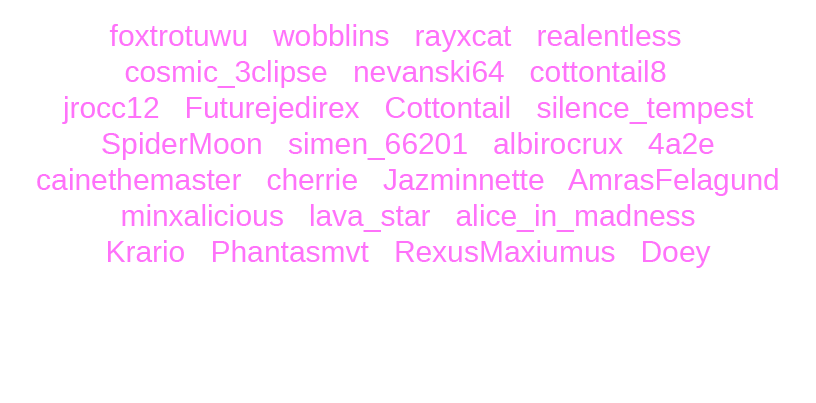 foxtrotuwu wobblins rayxcat realentless
cosmic_3clipse nevanski64 cottontail8
jrocc12 Futurejedirex Cottontail silence_tempest
SpiderMoon simen_66201 albirocrux 4a2e
cainethemaster cherrie Jazminnette AmrasFelagund
minxalicious lava_star alice_in_madness
Krario Phantasmvt RexusMaxiumus Doey